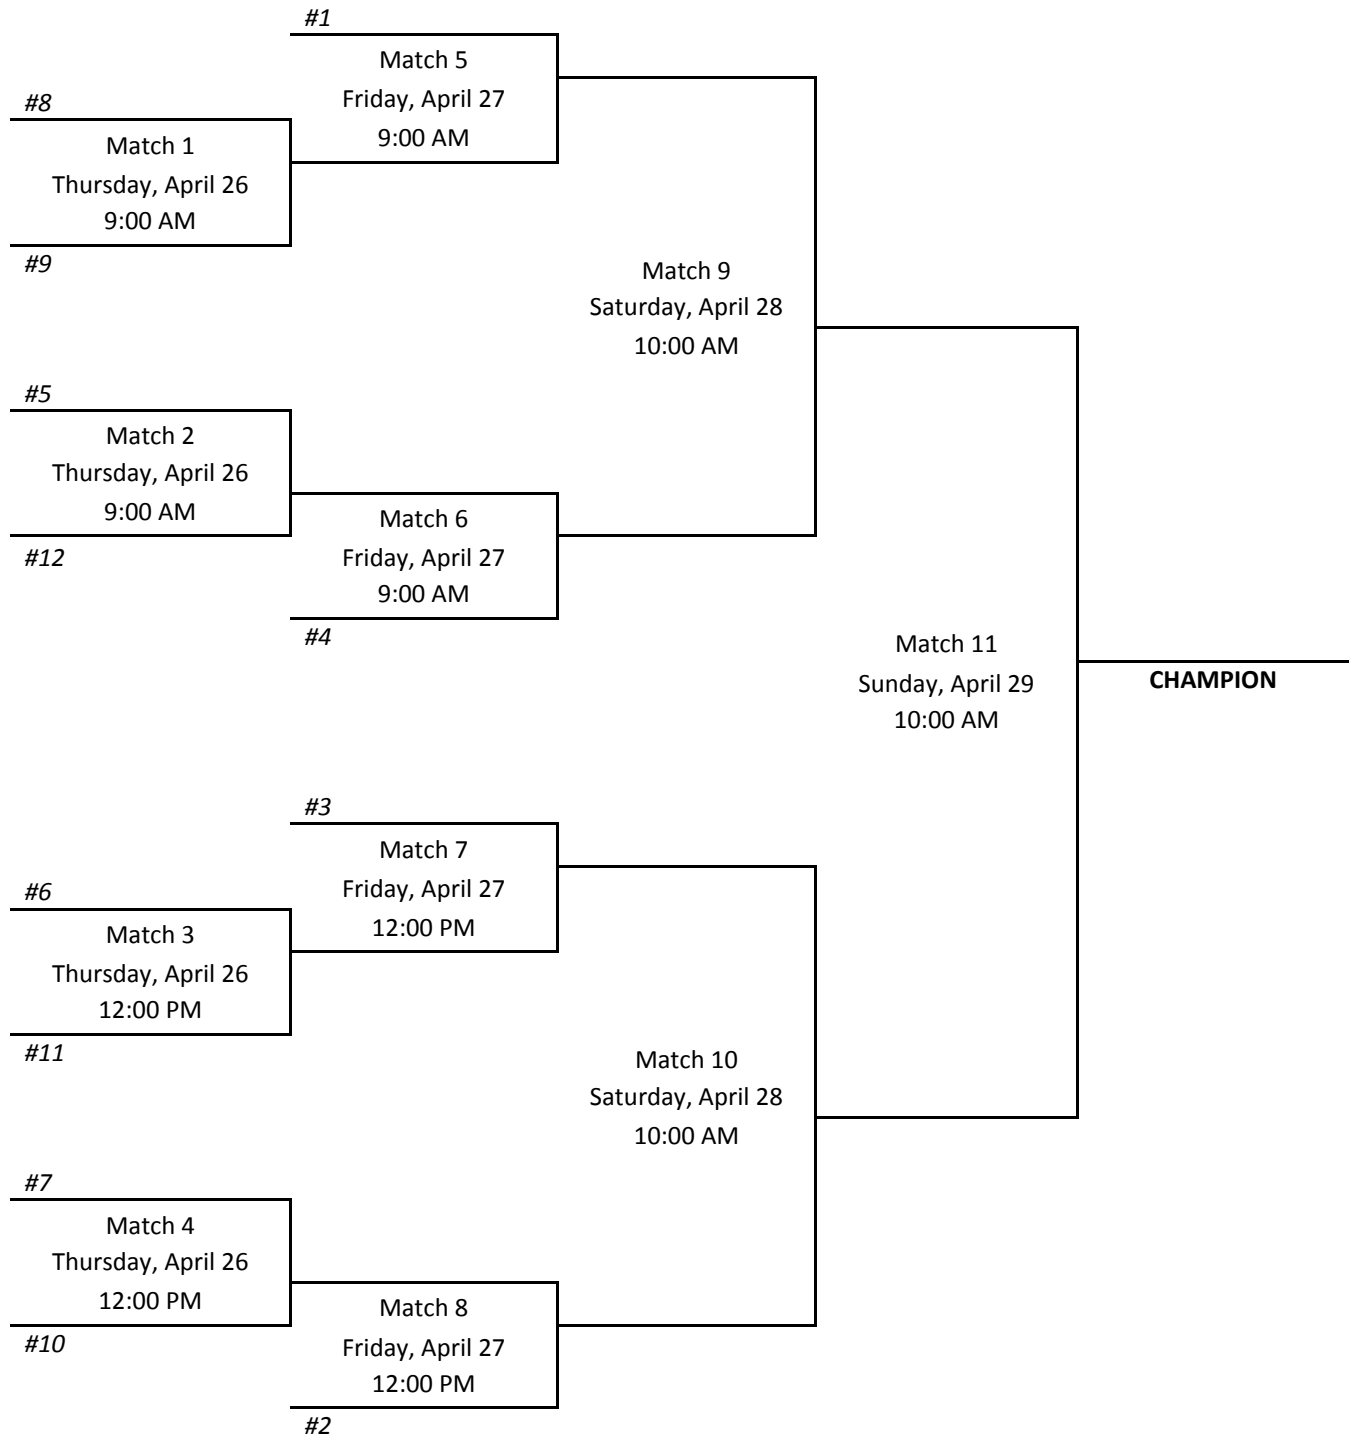 #1
Match 5
Friday, April 27
9:00 AM
#8
Match 1
Thursday, April 26
9:00 AM
#9
Match 9
Saturday, April 28
10:00 AM
#5
Match 2
Thursday, April 26
9:00 AM
#12
Match 6
Friday, April 27
9:00 AM
#4
Match 11
Sunday, April 29
10:00 AM
CHAMPION
#3
Match 7
Friday, April 27
12:00 PM
#6
Match 3
Thursday, April 26
12:00 PM
#11
Match 10
Saturday, April 28
10:00 AM
#7
Match 4
Thursday, April 26
12:00 PM
#10
Match 8
Friday, April 27
12:00 PM
#2